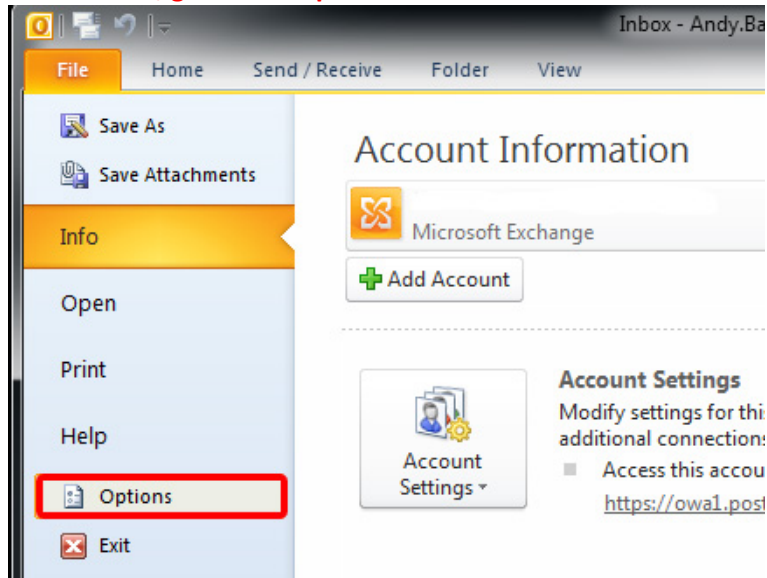 Inbox - Andy.Ba
File Home Send / Receive Folder View
Save As
Save Attachments
Info
Open
Print
Help
Options
Exit
Account Information
Microsoft Exchange
Add Account
Account Settings
Account Settings
Modify settings for thi
additional connections
Access this accou
https://owa1.post